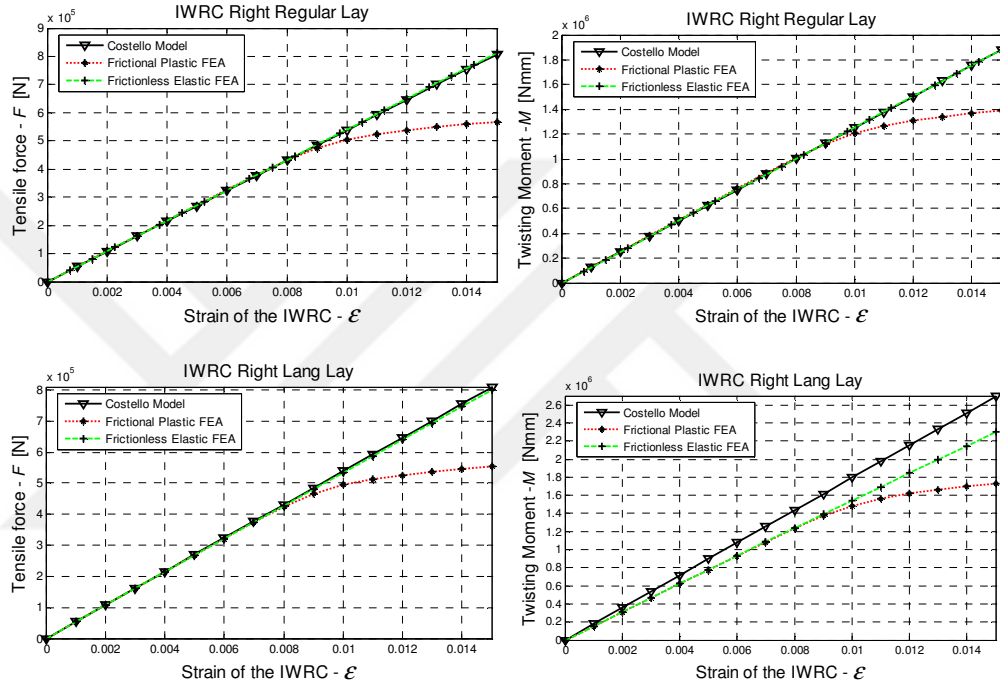 IWRC Right Regular Lay
x 10⁵
Tensile force - F [N]
9
8
7
6
5
4
3
2
1
0
Costello Model
Frictional Plastic FEA
Frictionless Elastic FEA
0 0.002 0.004 0.006 0.008 0.01 0.012 0.014
Strain of the IWRC - ε
IWRC Right Regular Lay
x 10⁶
Twisting Moment -M [Nmm]
2
1.8
1.6
1.4
1.2
1
0.8
0.6
0.4
0.2
0
Costello Model
Frictional Plastic FEA
Frictionless Elastic FEA
0 0.002 0.004 0.006 0.008 0.01 0.012 0.014
Strain of the IWRC - ε
IWRC Right Lang Lay
x 10⁵
Tensile force - F [N]
8
7
6
5
4
3
2
1
0
Costello Model
Frictional Plastic FEA
Frictionless Elastic FEA
0 0.002 0.004 0.006 0.008 0.01 0.012 0.014
Strain of the IWRC - ε
IWRC Right Lang Lay
x 10⁶
Twisting Moment -M [Nmm]
2.6
2.4
2.2
2
1.8
1.6
1.4
1.2
1
0.8
0.6
0.4
0.2
0
Costello Model
Frictional Plastic FEA
Frictionless Elastic FEA
0 0.002 0.004 0.006 0.008 0.01 0.012 0.014
Strain of the IWRC - ε